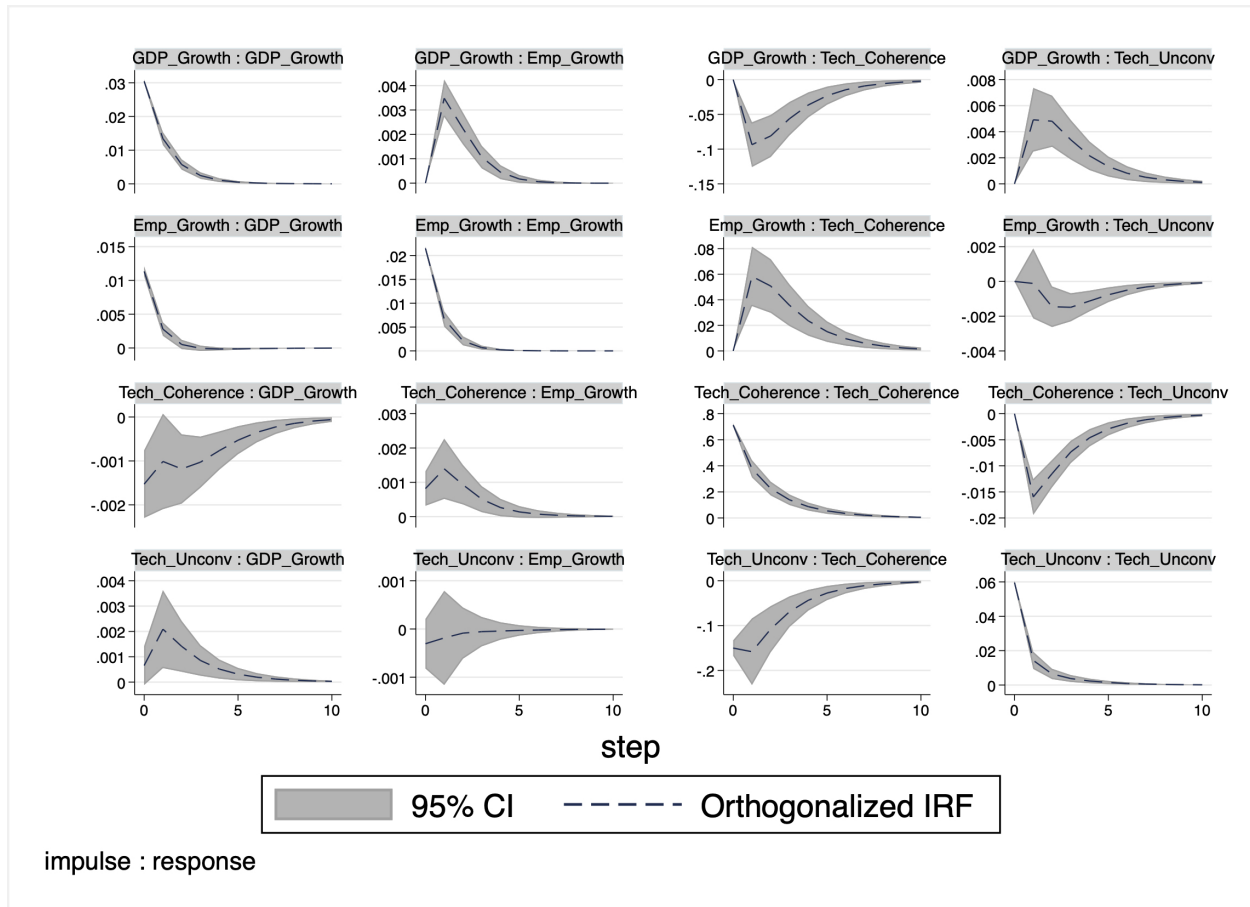 GDP_Growth : GDP_Growth
GDP_Growth : Emp_Growth
GDP_Growth : Tech_Coherence
GDP_Growth : Tech_Unconv
.03
.02
.01
0
.004
.003
.002
.001
0
0
-.05
-.1
-.15
.008
.006
.004
.002
0
Emp_Growth : GDP_Growth
Emp_Growth : Emp_Growth
Emp_Growth : Tech_Coherence
Emp_Growth : Tech_Unconv
.015
.01
.005
0
.02
.015
.010
.005
0
.08
.06
.04
.02
0
.002
0
-.002
-.004
Tech_Coherence : GDP_Growth
Tech_Coherence : Emp_Growth
Tech_Coherence : Tech_Coherence
Tech_Coherence : Tech_Unconv
0
-.001
-.002
.003
.002
.001
0
.8
.6
.4
.2
0
0
-.005
-.01
-.015
-.02
Tech_Unconv : GDP_Growth
Tech_Unconv : Emp_Growth
Tech_Unconv : Tech_Coherence
Tech_Unconv : Tech_Unconv
.004
.003
.002
.001
0
.001
0
-.001
0
-.1
-.2
.06
.04
.02
0
0 5 10
0 5 10
0 5 10
0 5 10
step
95% CI
Orthogonalized IRF
impulse : response